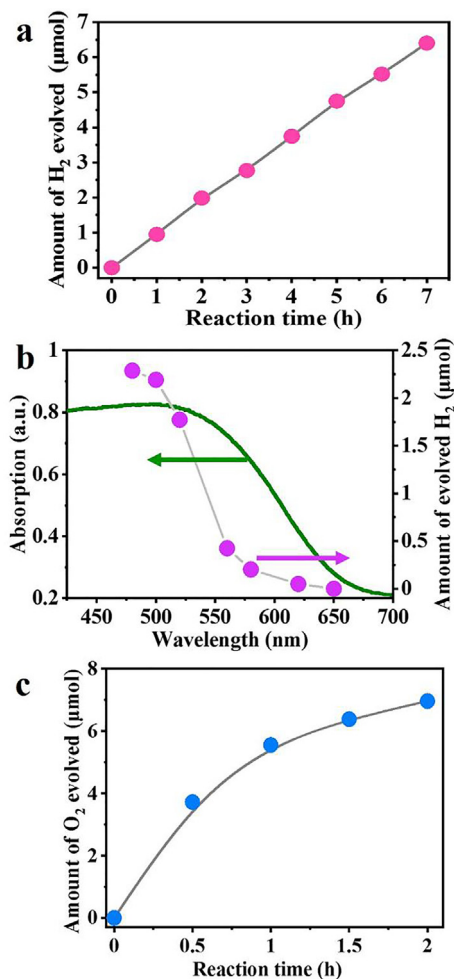 a
Amount of H₂ evolved (μmol)
7
6
5
4
3
2
1
0
0 1 2 3 4 5 6 7
Reaction time (h)
b
Absorption (a.u.)
1
0.8
0.6
0.4
0.2
2.5
2
1.5
1
0.5
0
Amount of evolved H₂ (μmol)
450 500 550 600 650 700
Wavelength (nm)
c
Amount of O₂ evolved (μmol)
8
6
4
2
0
0 0.5 1 1.5 2
Reaction time (h)